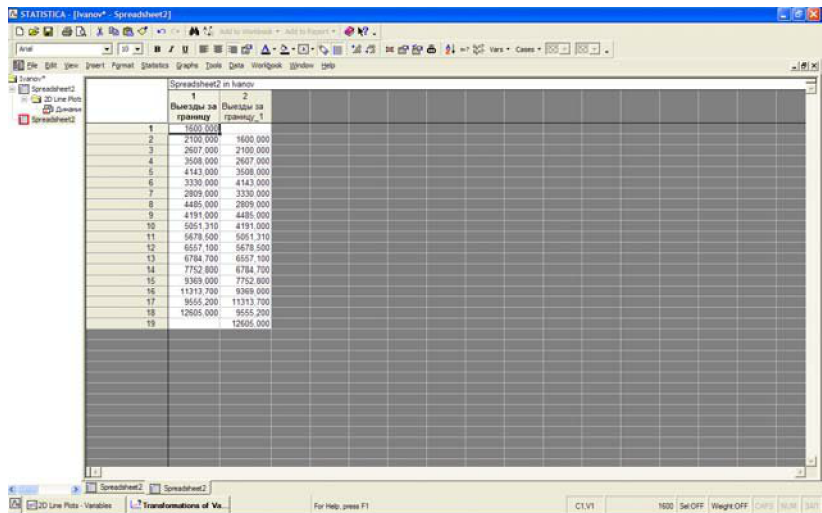 STATISTICA - [Ivanov* - Spreadsheet2]
Add to Workbook Add to Report
Arial 10 B I U Vars Cases
File Edit View Insert Format Statistics Graphs Tools Data Workbook Window Help
Ivanov*
Spreadsheet2
2D Line Plots
Spreadsheet2
Spreadsheet2 in Ivanov
1 2
Выезды за Выезды за
границу границу_1
1 1600,000
2 2100,000 1600,000
3 2607,000 2100,000
4 3508,000 2607,000
5 4143,000 3508,000
6 3330,000 4143,000
7 2809,000 3330,000
8 4485,000 2809,000
9 4191,000 4485,000
10 5051,310 4191,000
11 5678,500 5051,310
12 6557,100 5678,500
13 6784,700 6557,100
14 7752,800 6784,700
15 9369,000 7752,800
16 11313,700 9369,000
17 9555,200 11313,700
18 12605,000 9555,200
19 12605,000
Spreadsheet2 Spreadsheet2
2D Line Plots - Variables Transformations of Va... For Help, press F1 C1,V1 1600 Sel:OFF Weight:OFF CAPS NUM